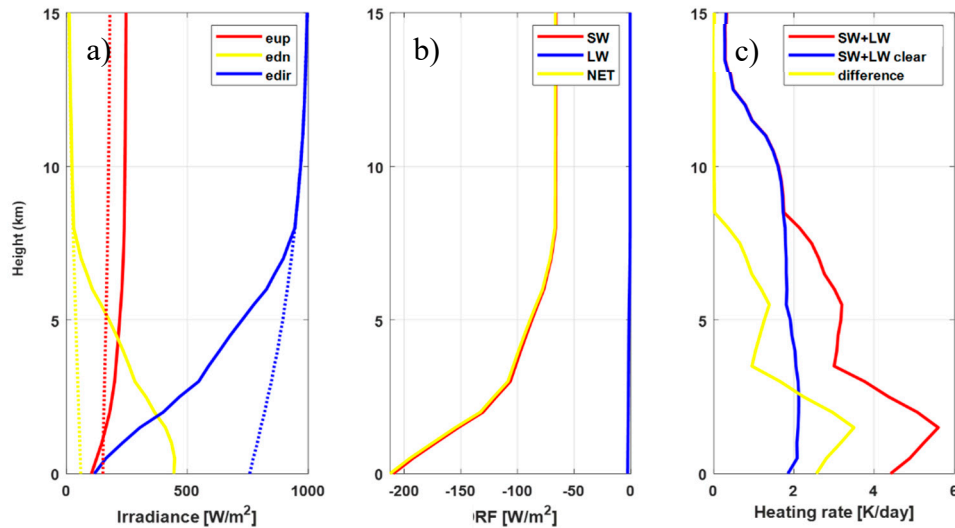 a)
eup
edn
edir
15
10
5
0
Height (km)
0 500 1000
Irradiance [W/m²]
b)
SW
LW
NET
15
10
5
0
-200 -150 -100 -50 0
RF [W/m²]
c)
SW+LW
SW+LW clear
difference
15
10
5
0
0 2 4 6
Heating rate [K/day]